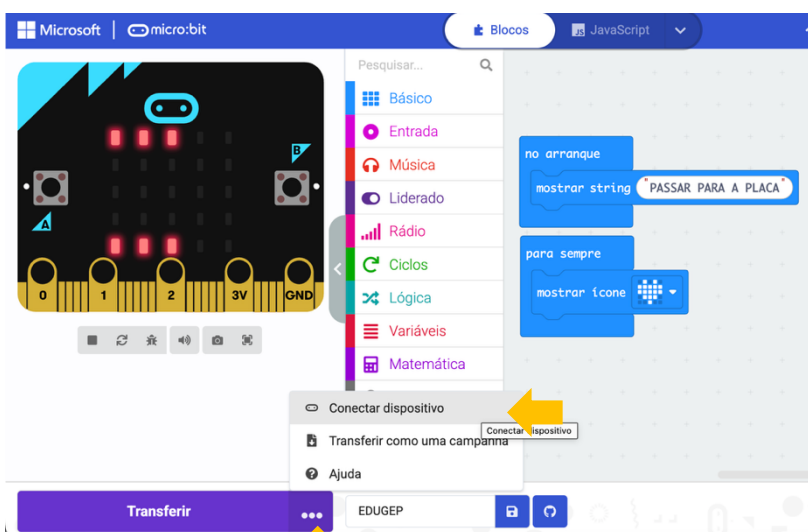 Microsoft micro:bit
Blocos
JS JavaScript
Pesquisar...
Básico
Entrada
Música
Liderado
Rádio
Ciclos
Lógica
Variáveis
Matemática
B
A
0 1 2 3V GND
no arranque
mostrar string "PASSAR PARA A PLACA"
para sempre
mostrar ícone
Conectar dispositivo
Conectar dispositivo
Transferir como uma campanha
Ajuda
Transferir
EDUGEP